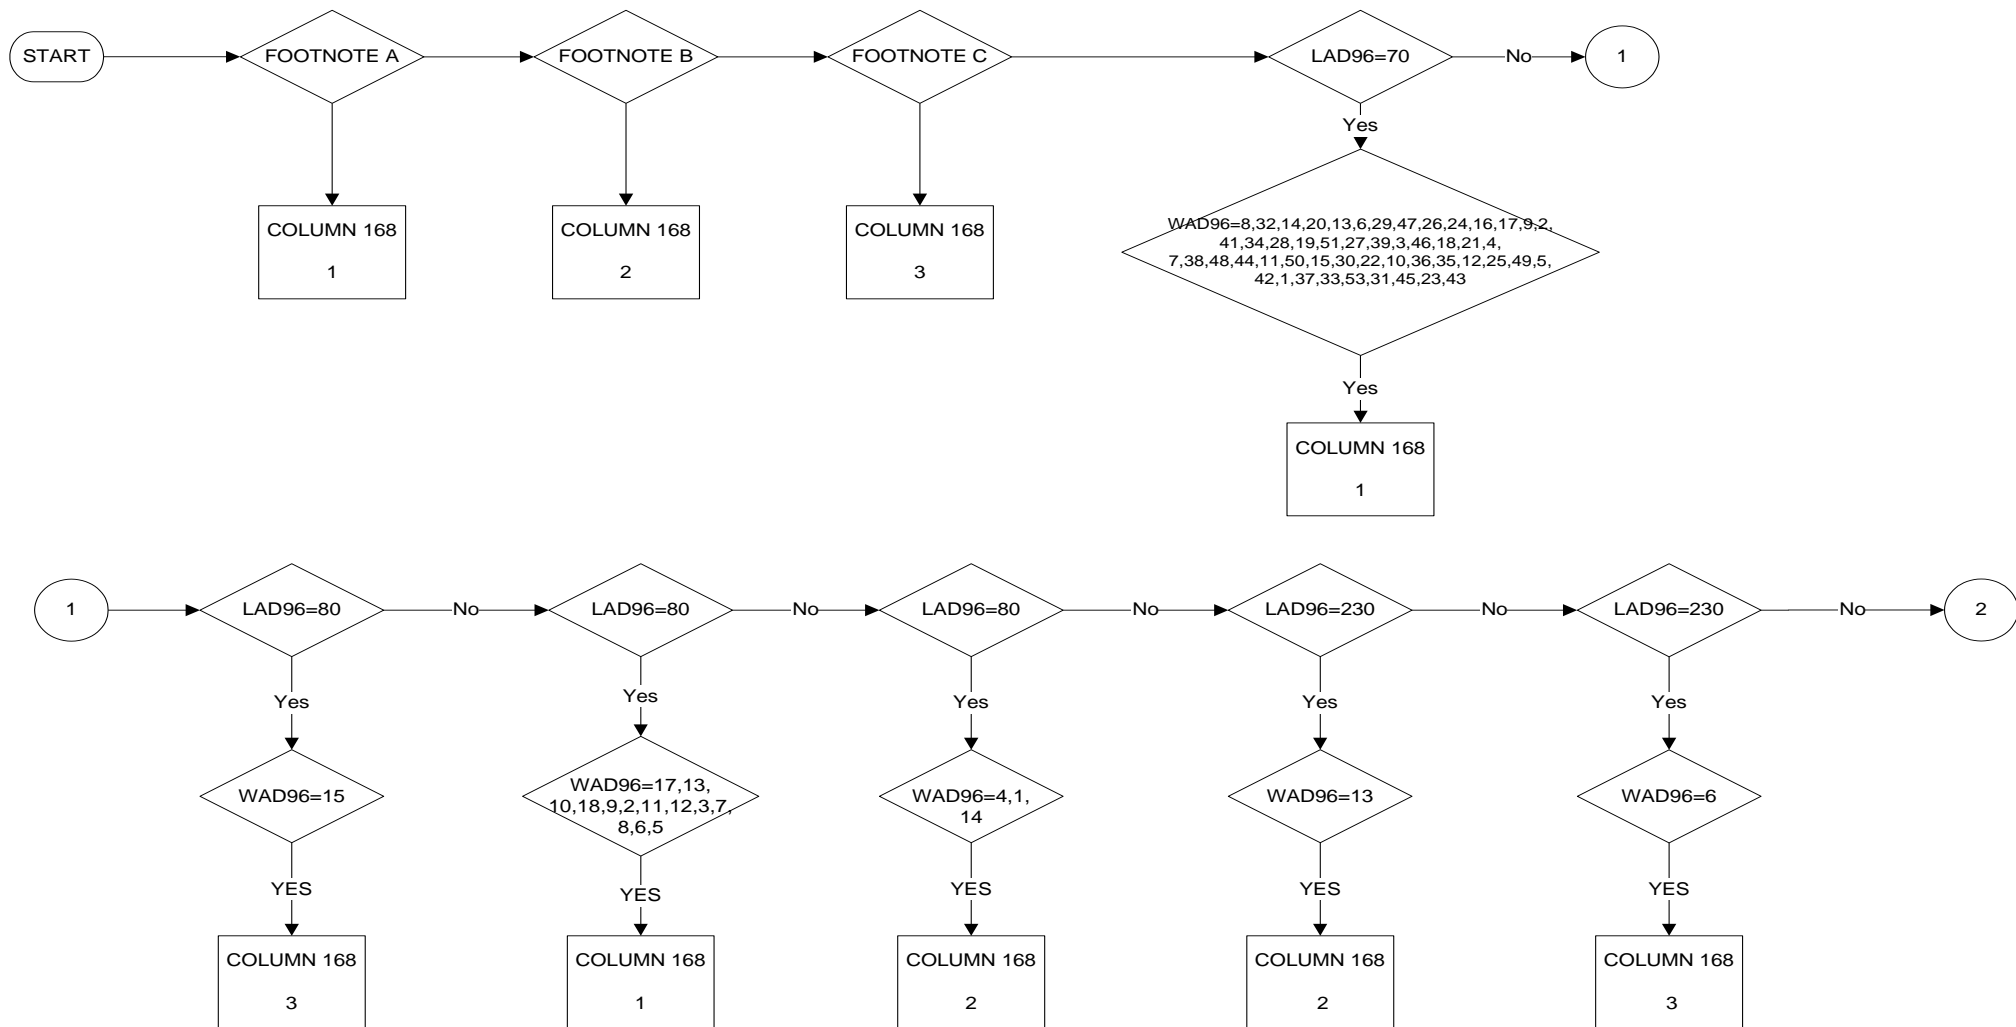 START
FOOTNOTE A
FOOTNOTE B
FOOTNOTE C
LAD96=70
No
1
Yes
WAD96=8,32,14,20,13,6,29,47,26,24,16,17,9,2,
41,34,28,19,51,27,39,3,46,18,21,4,
7,38,48,44,11,50,15,30,22,10,36,35,12,25,49,5,
42,1,37,33,53,31,45,23,43
COLUMN 168
1
COLUMN 168
2
COLUMN 168
3
Yes
COLUMN 168
1
1
LAD96=80
No
LAD96=80
No
LAD96=80
No
LAD96=230
No
LAD96=230
No
2
Yes
Yes
Yes
Yes
Yes
WAD96=15
WAD96=17,13,
10,18,9,2,11,12,3,7,
8,6,5
WAD96=4,1,
14
WAD96=13
WAD96=6
YES
YES
YES
YES
YES
COLUMN 168
3
COLUMN 168
1
COLUMN 168
2
COLUMN 168
2
COLUMN 168
3